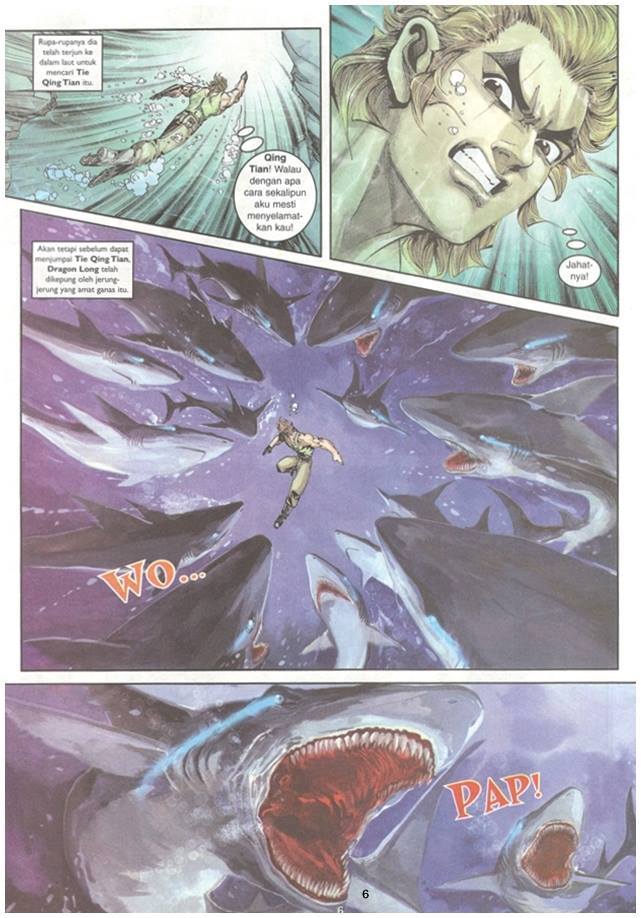 Rupa-rupanya dia
telah terjun ke
dalam laut untuk
mencari Tie
Qing Tian itu.
Qing
Tian! Walau
dengan apa
cara sekalipun
aku mesti
menyelamat-
kan kau!
Jahat-
nya!
Akan tetapi sebelum dapat
menjumpai Tie Qing Tian,
Dragon Long telah
dikepung oleh jerung-
jerung yang amat ganas itu.
WO...
PAP!
6
6